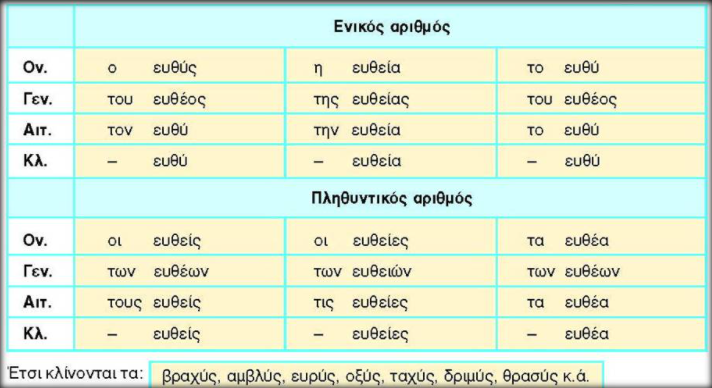 Ενικός αριθμός
Ον. ο ευθύς η ευθεία το ευθύ
Γεν. του ευθέος της ευθείας του ευθέος
Αιτ. τον ευθύ την ευθεία το ευθύ
Κλ. – ευθύ – ευθεία – ευθύ
Πληθυντικός αριθμός
Ον. οι ευθείς οι ευθείες τα ευθέα
Γεν. των ευθέων των ευθειών των ευθέων
Αιτ. τους ευθείς τις ευθείες τα ευθέα
Κλ. – ευθείς – ευθείες – ευθέα
Έτσι κλίνονται τα: βραχύς, αμβλύς, ευρύς, οξύς, ταχύς, δριμύς, θρασύς κ.ά.